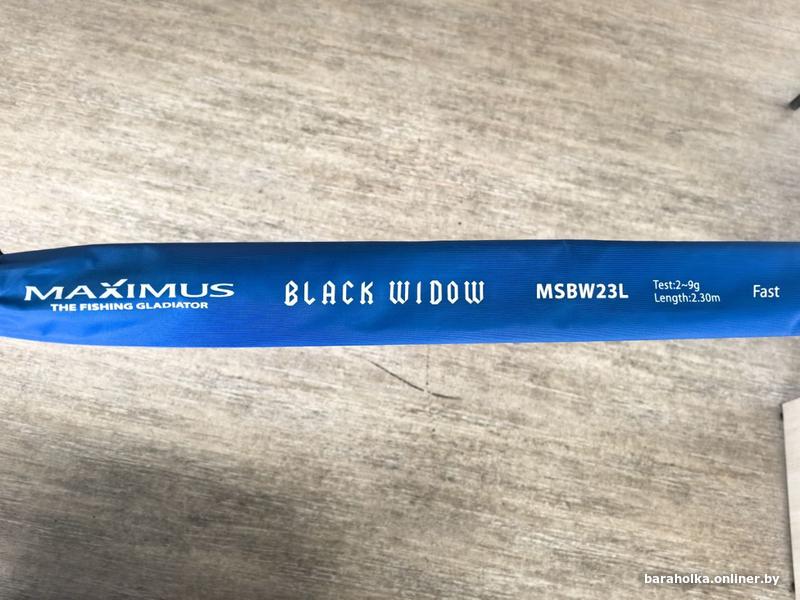 MAXIMUS
THE FISHING GLADIATOR
BLACK WIDOW
MSBW23L
Test:2~9g
Length:2.30m
Fast
baraholka.onliner.by